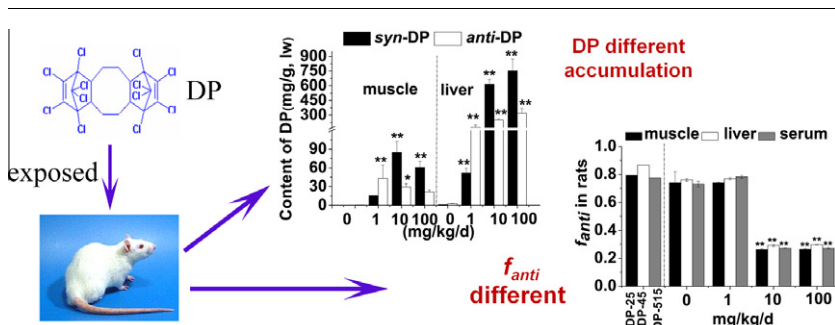 Cl Cl
Cl Cl
Cl Cl
Cl Cl
Cl Cl
Cl Cl
DP
exposed
syn-DP anti-DP
muscle liver
Content of DP(mg/g, lw)
900
750
600
450
300
90
60
30
0
** ** * **
** ** ** ** ** **
0 1 10 100 0 1 10 100
(mg/kg/d)
DP different
accumulation
f_anti
different
muscle liver serum
f_anti in rats
1.0
0.8
0.6
0.4
0.2
0.0
** ** ** ** ** **
DP-25
DP-45
DP-515
0 1 10 100
mg/kg/d